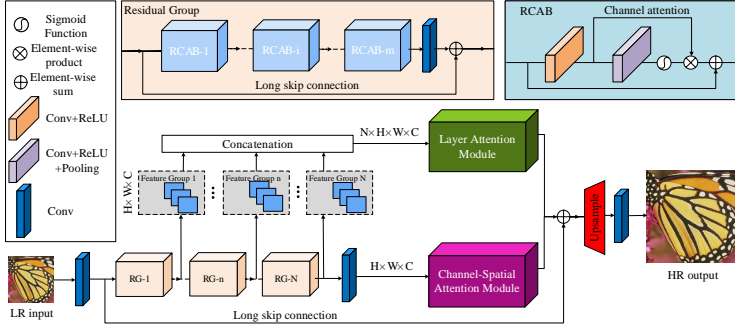 Sigmoid
Function
Element-wise
product
Element-wise
sum
Conv+ReLU
Conv+ReLU
+Pooling
Conv
Residual Group
RCAB-1
RCAB-i
RCAB-m
Long skip connection
RCAB
Channel attention
Concatenation
N×H×W×C
Layer Attention
Module
H×W×C
Feature Group 1
Feature Group n
Feature Group N
RG-1
RG-n
RG-N
H×W×C
Channel-Spatial
Attention Module
Upsample
LR input
Long skip connection
HR output